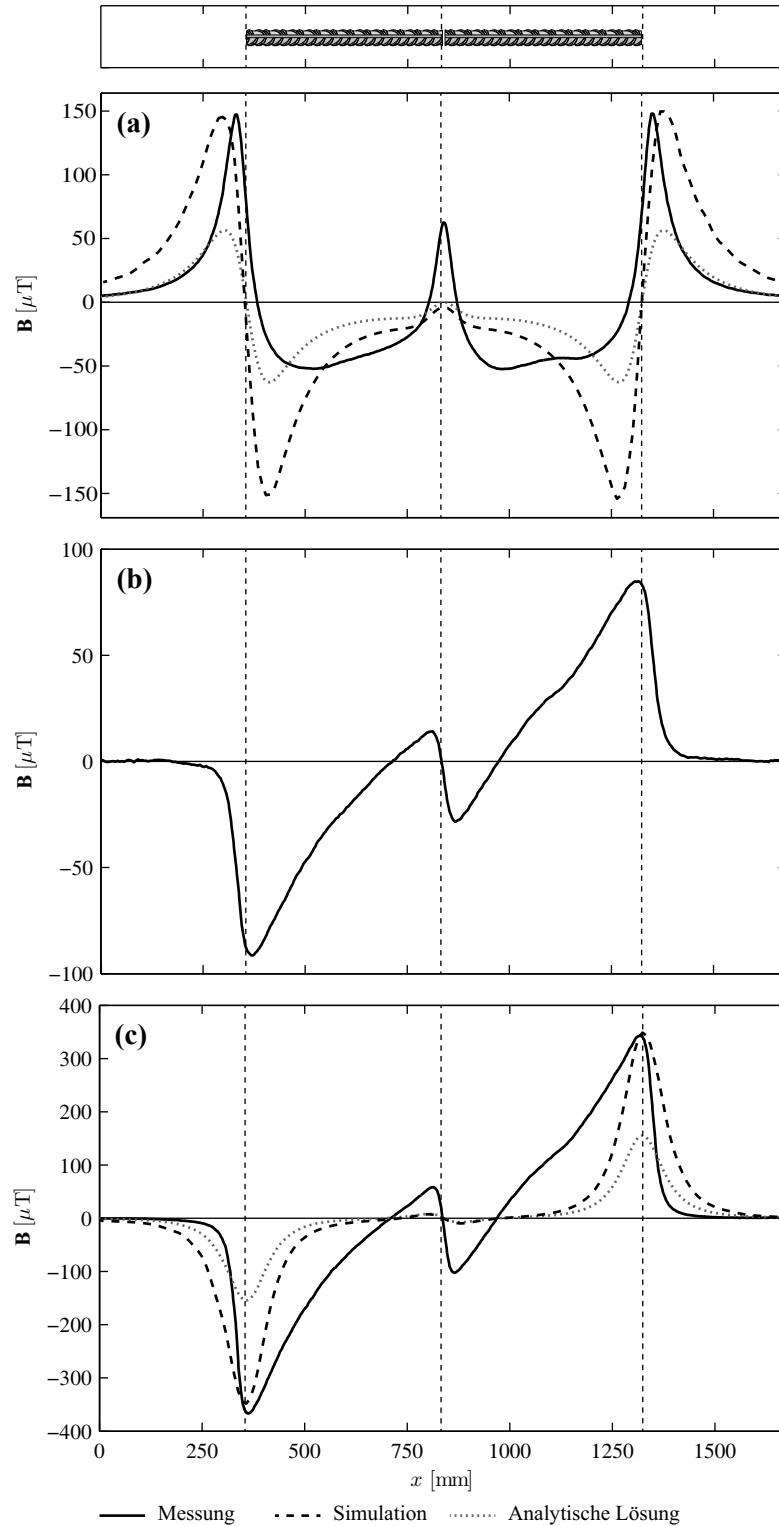 (a)
150
100
50
0
−50
−100
−150
B [μT]
(b)
100
50
0
−50
−100
B [μT]
(c)
400
300
200
100
0
−100
−200
−300
−400
B [μT]
0 250 500 750 1000 1250 1500
x [mm]
Messung Simulation Analytische Lösung